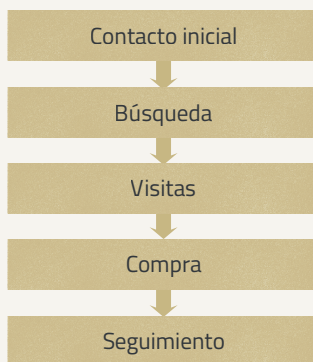 Contacto inicial
Búsqueda
Visitas
Compra
Seguimiento